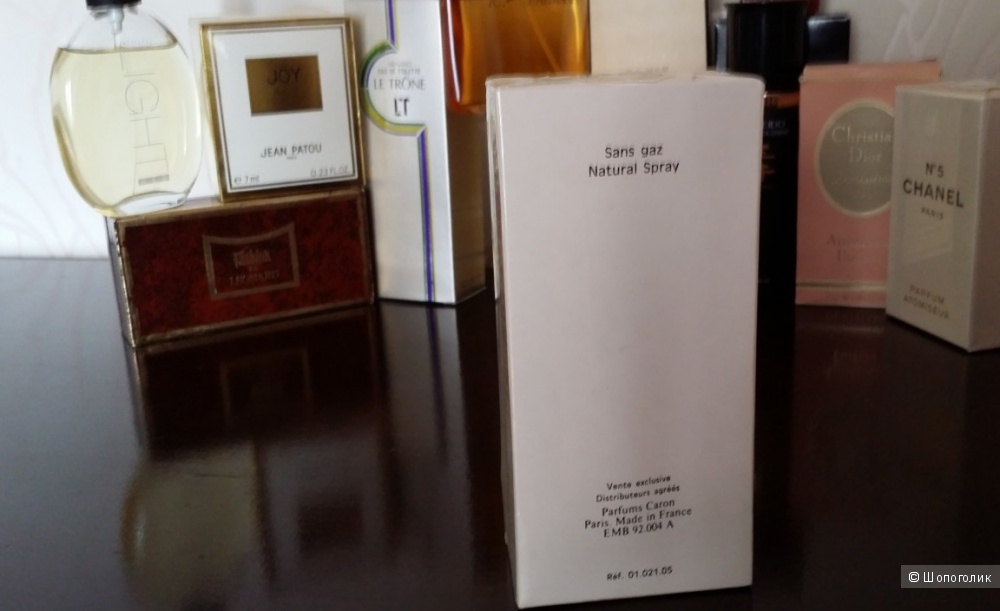 LIGHT
JOY
JEAN PATOU
PARIS
℮ 7 ml
0.23 FL.OZ
LEONARD
LE TRÔNE
LT
Sans gaz
Natural Spray
Vente exclusive
Distributeurs agréés
Parfums Caron
Paris. Made in France
EMB 92.004 A
Réf. 01.021.05
Christian
Dior
N°5
CHANEL
PARIS
PARFUM
ATOMISEUR
© Шопоголик